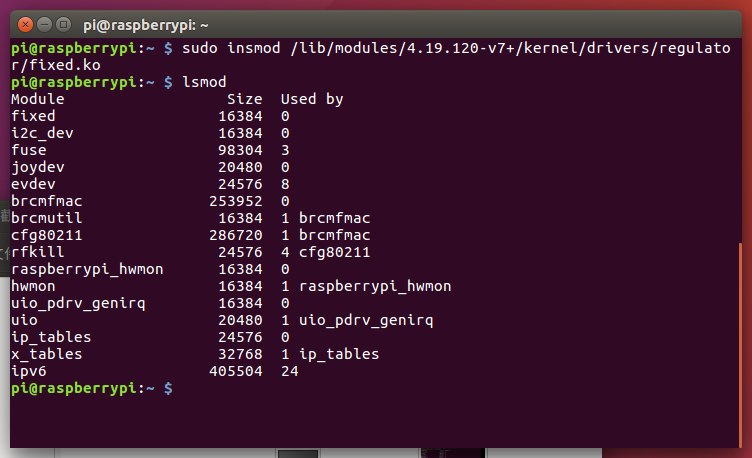 pi@raspberrypi: ~
pi@raspberrypi:~ $ sudo insmod /lib/modules/4.19.120-v7+/kernel/drivers/regulato
r/fixed.ko
pi@raspberrypi:~ $ lsmod
Module                  Size  Used by
fixed                  16384  0
i2c_dev                16384  0
fuse                   98304  3
joydev                 20480  0
evdev                  24576  8
brcmfmac              253952  0
brcmutil               16384  1 brcmfmac
cfg80211              286720  1 brcmfmac
rfkill                 24576  4 cfg80211
raspberrypi_hwmon      16384  0
hwmon                  16384  1 raspberrypi_hwmon
uio_pdrv_genirq        16384  0
uio                    20480  1 uio_pdrv_genirq
ip_tables              24576  0
x_tables               32768  1 ip_tables
ipv6                  405504  24
pi@raspberrypi:~ $